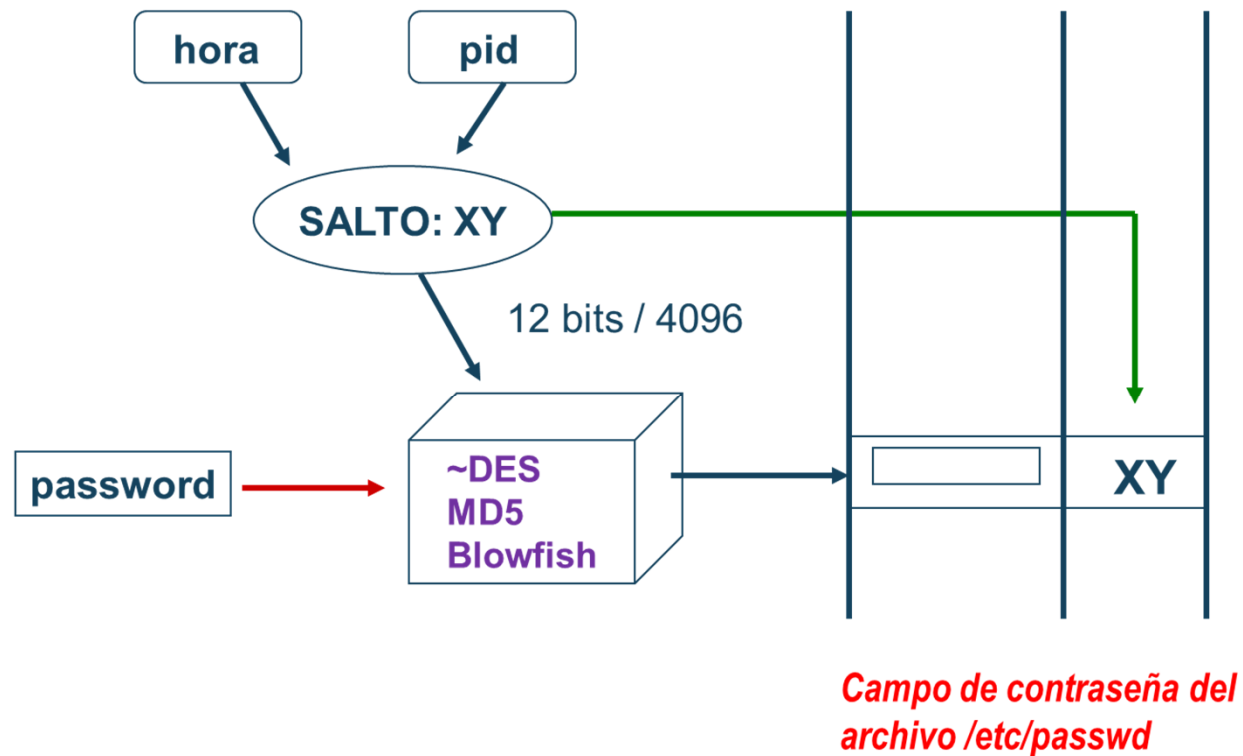 hora
pid
SALTO: XY
12 bits / 4096
password
~DES
MD5
Blowfish
XY
Campo de contraseña del
archivo /etc/passwd